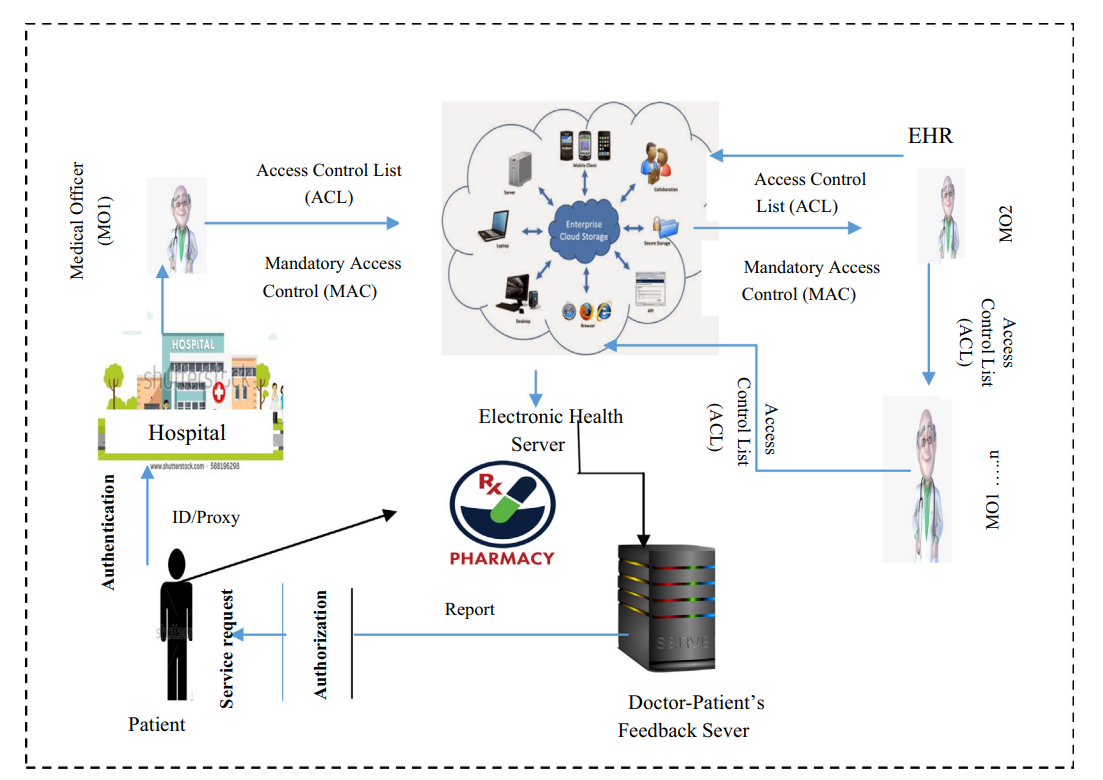 EHR
Medical Officer
(MO1)
Access Control List
(ACL)
Mandatory Access
Control (MAC)
Mobile Client
Server
Collaboration
Enterprise
Cloud Storage
Laptop
Secure Storage
Desktop
Browser
API
Access Control
List (ACL)
Mandatory Access
Control (MAC)
MO2
Access
Control List
(ACL)
HOSPITAL
shutterstock
Hospital
www.shutterstock.com · 588196298
Electronic Health
Server
Access
Control List
(ACL)
MO1 .....n
Rx
PHARMACY
Authentication
ID/Proxy
Service request
Authorization
Report
SERVE
Patient
Doctor-Patient’s
Feedback Sever